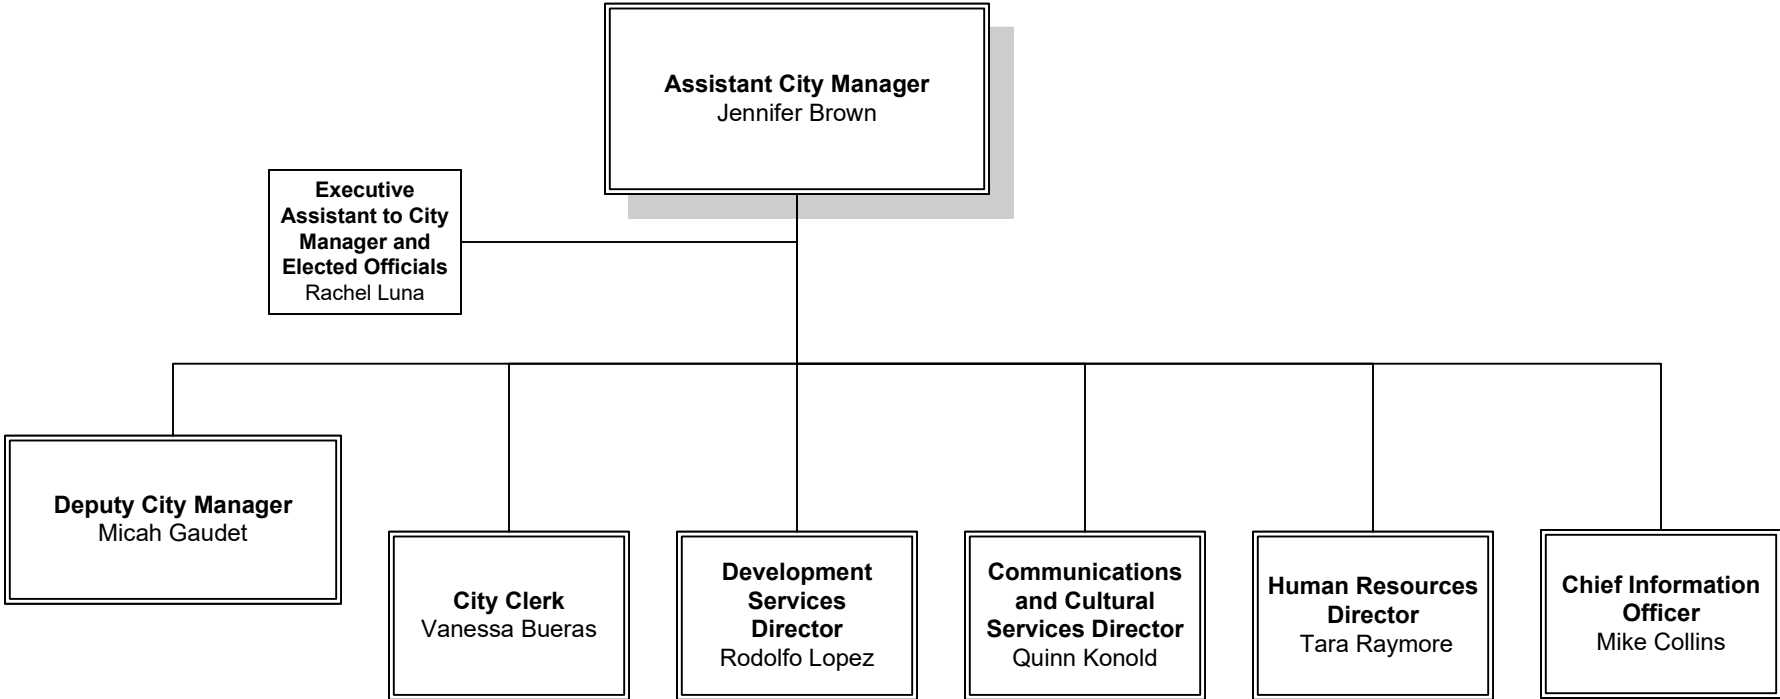 Assistant City Manager
Jennifer Brown
Executive
Assistant to City
Manager and
Elected Officials
Rachel Luna
Deputy City Manager
Micah Gaudet
City Clerk
Vanessa Bueras
Development
Services
Director
Rodolfo Lopez
Communications
and Cultural
Services Director
Quinn Konold
Human Resources
Director
Tara Raymore
Chief Information
Officer
Mike Collins